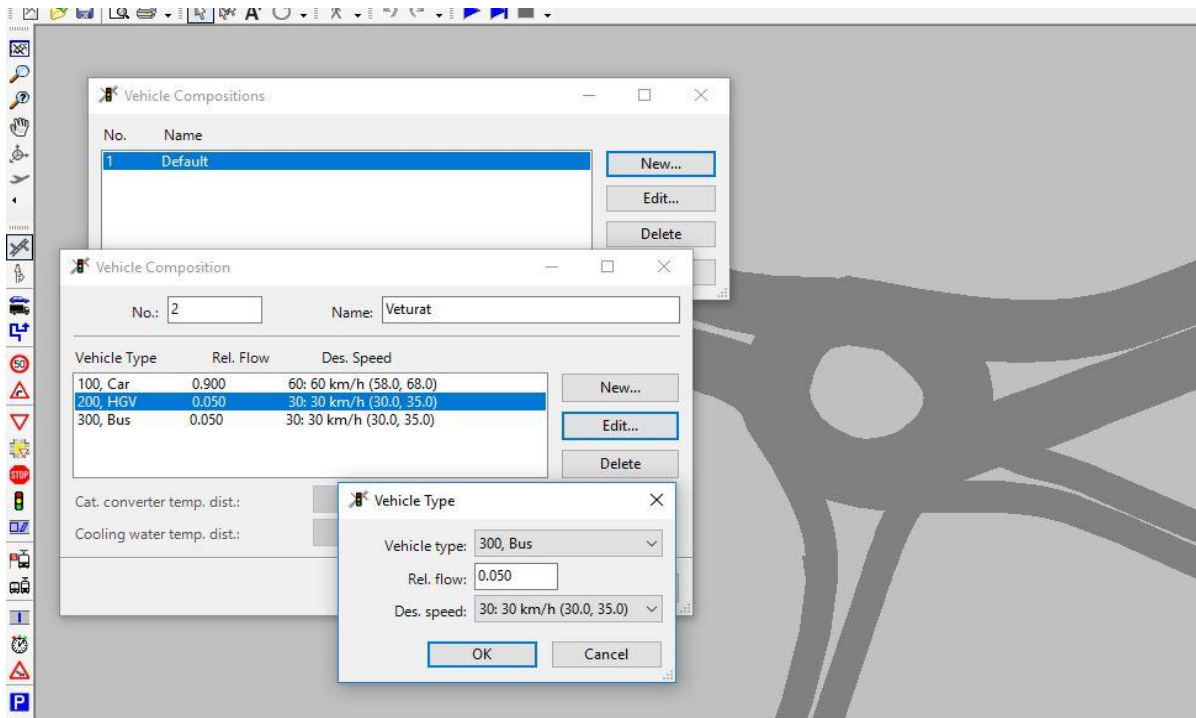 A
Vehicle Compositions
No. Name
1 Default
New...
Edit...
Delete
Vehicle Composition
No.: 2 Name: Veturat
Vehicle Type Rel. Flow Des. Speed
100, Car 0.900 60: 60 km/h (58.0, 68.0)
200, HGV 0.050 30: 30 km/h (30.0, 35.0)
300, Bus 0.050 30: 30 km/h (30.0, 35.0)
New...
Edit...
Delete
Cat. converter temp. dist.:
Cooling water temp. dist.:
Vehicle Type
Vehicle type: 300, Bus
Rel. flow: 0.050
Des. speed: 30: 30 km/h (30.0, 35.0)
OK Cancel
50
STOP
P